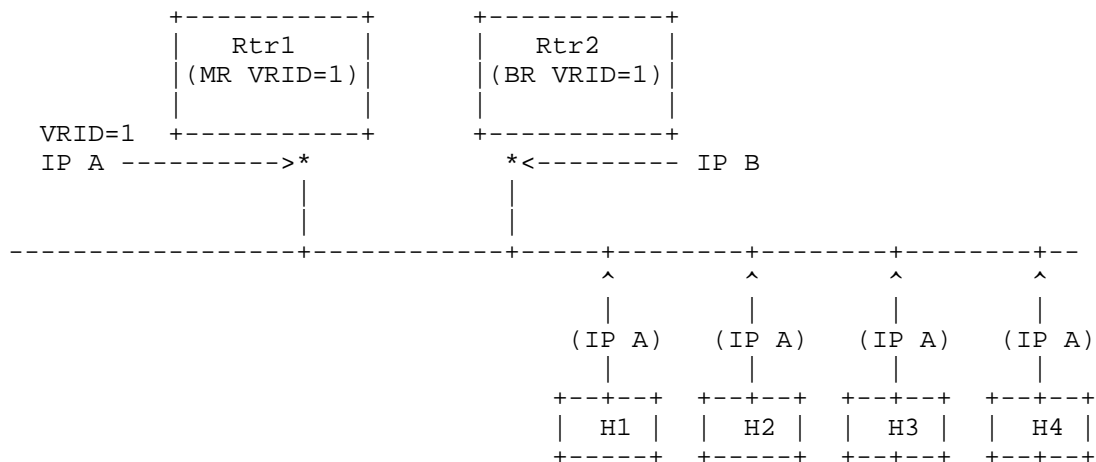 +-----------+ +-----------+
| Rtr1 | | Rtr2 |
|(MR VRID=1)| |(BR VRID=1)|
| | | |
VRID=1 +-----------+ +-----------+
IP A ---------->* *<--------- IP B
| |
| |
------------------+------------+-----+--------+--------+--------+--
^ ^ ^ ^
| | | |
(IP A) (IP A) (IP A) (IP A)
| | | |
+--+--+ +--+--+ +--+--+ +--+--+
| H1 | | H2 | | H3 | | H4 |
+-----+ +-----+ +--+--+ +--+--+